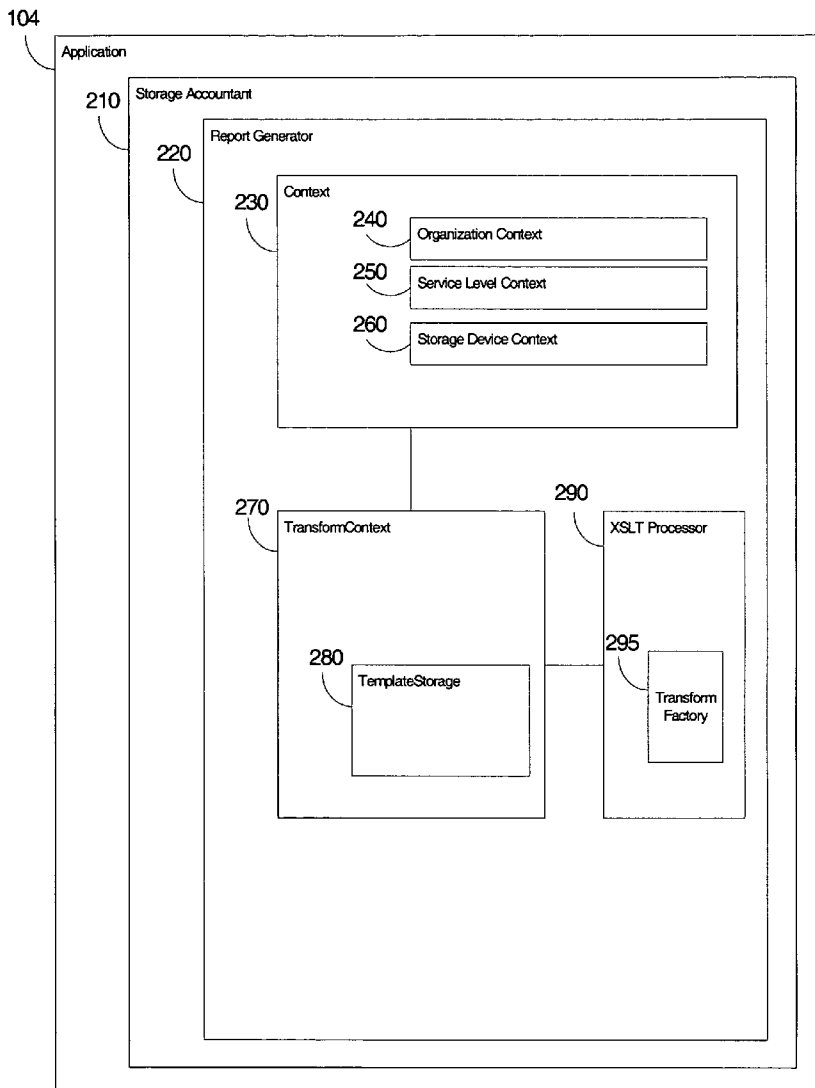 104
Application
210
Storage Accountant
220
Report Generator
230
Context
240
Organization Context
250
Service Level Context
260
Storage Device Context
270
TransformContext
290
XSLT Processor
280
TemplateStorage
295
Transform
Factory